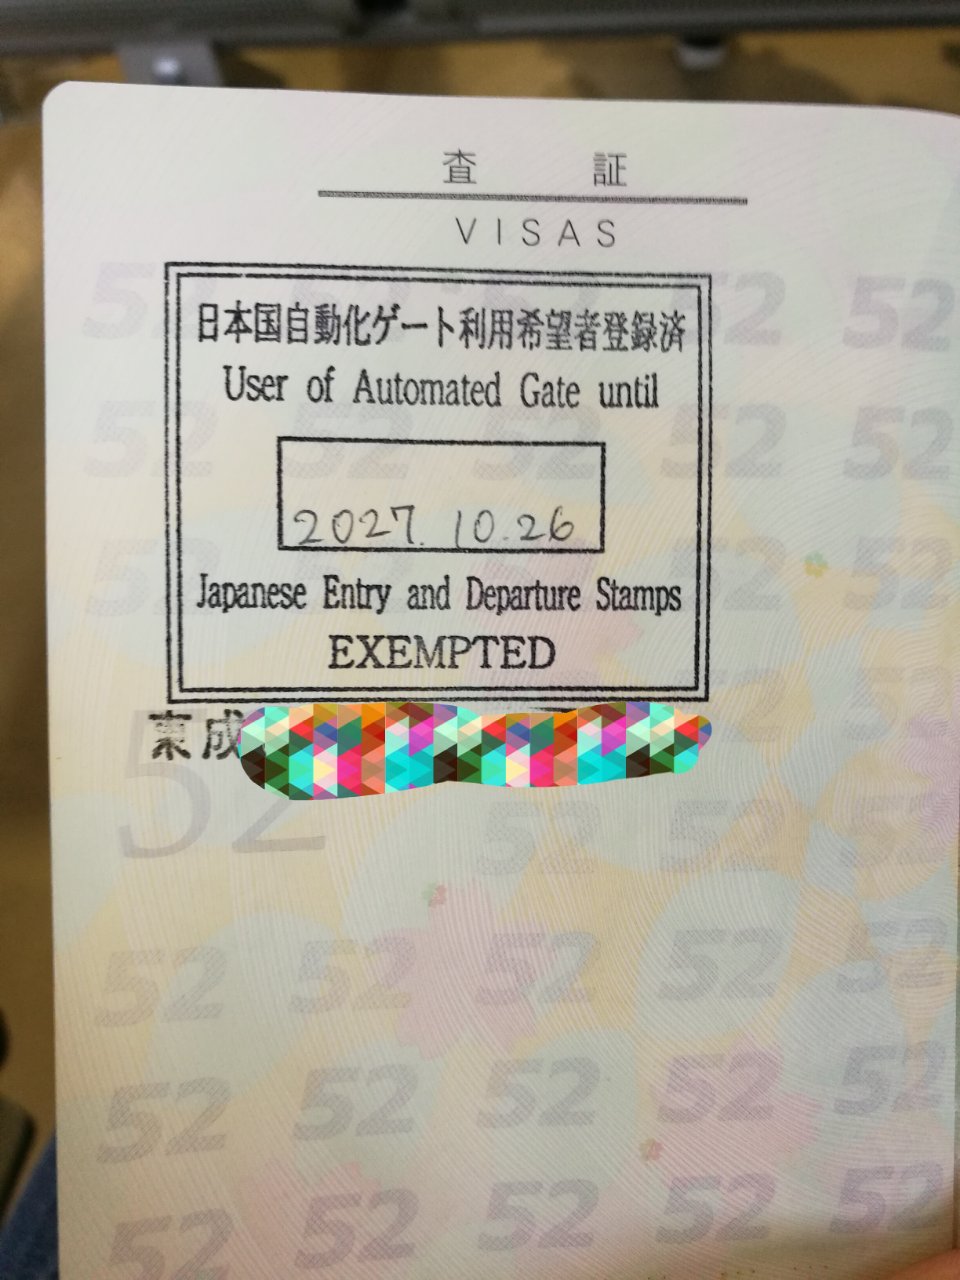 査 証
VISAS
日本国自動化ゲート利用希望者登録済
User of Automated Gate until
2027.10.26
Japanese Entry and Departure Stamps
EXEMPTED
東成
52